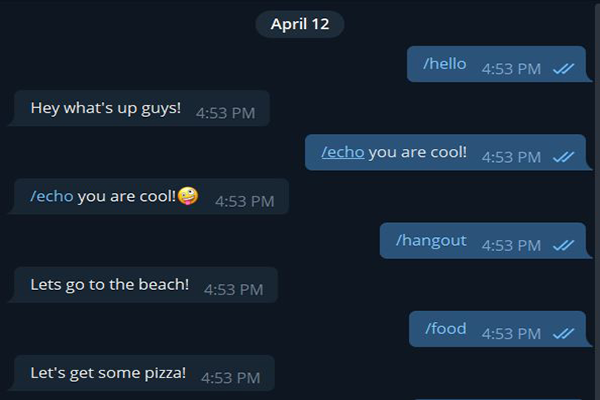 April 12
/hello 4:53 PM
Hey what's up guys! 4:53 PM
/echo you are cool! 4:53 PM
/echo you are cool!🤪 4:53 PM
/hangout 4:53 PM
Lets go to the beach! 4:53 PM
/food 4:53 PM
Let's get some pizza! 4:53 PM